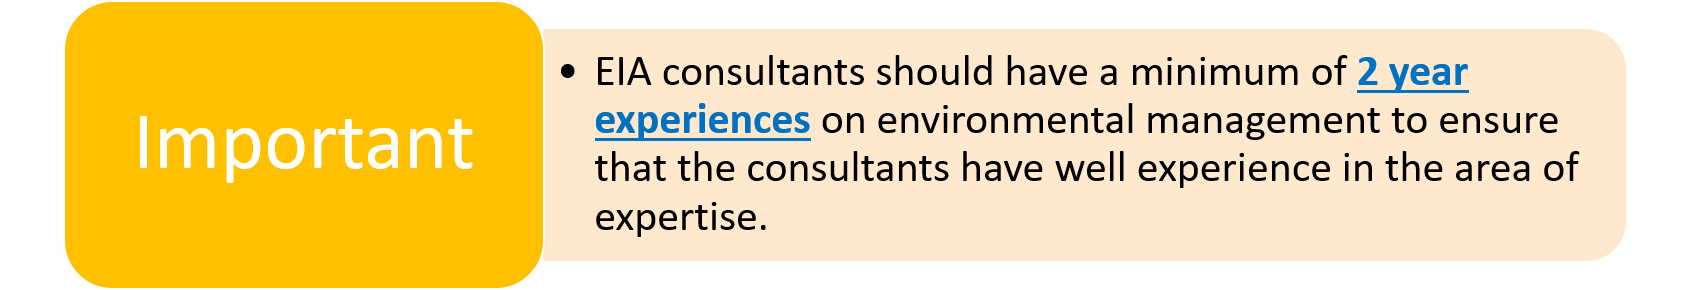 Important
• EIA consultants should have a minimum of 2 year
experiences on environmental management to ensure
that the consultants have well experience in the area of
expertise.